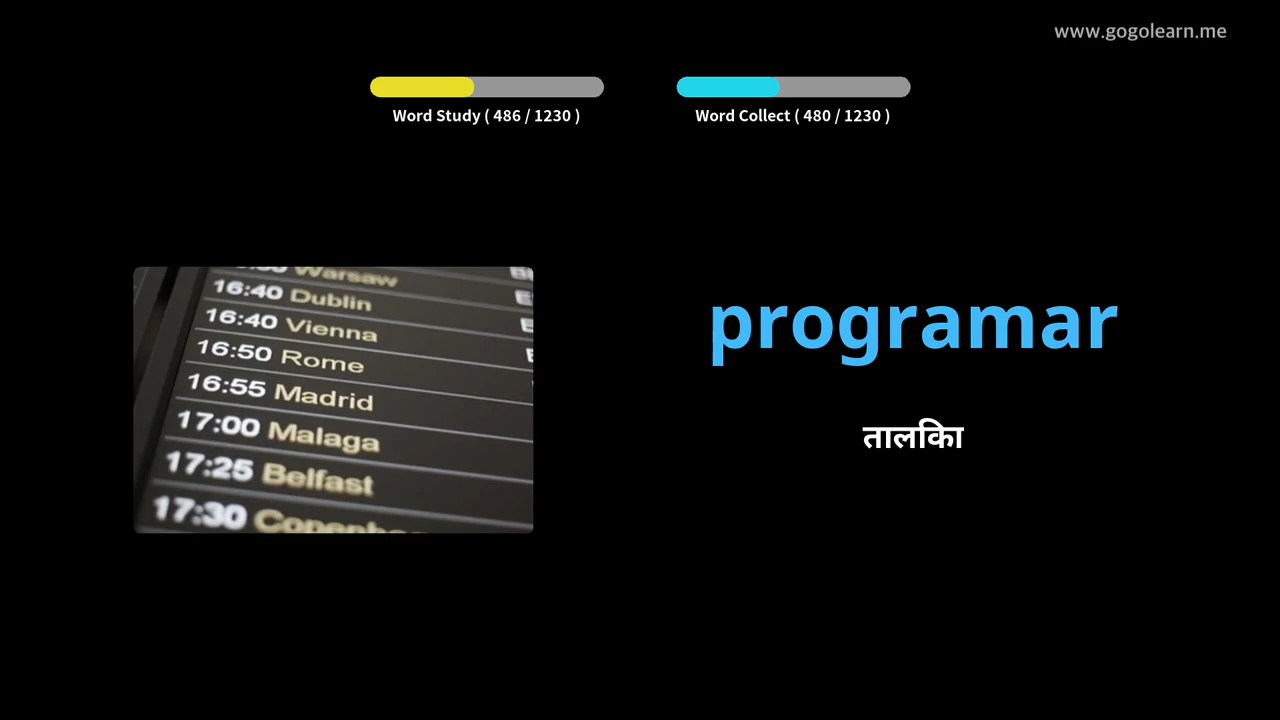 www.gogolearn.me
Word Study ( 486 / 1230 )
Word Collect ( 480 / 1230 )
Warsaw
16:40 Dublin
16:40 Vienna
16:50 Rome
16:55 Madrid
17:00 Malaga
17:25 Belfast
17:30
programar
तालिका